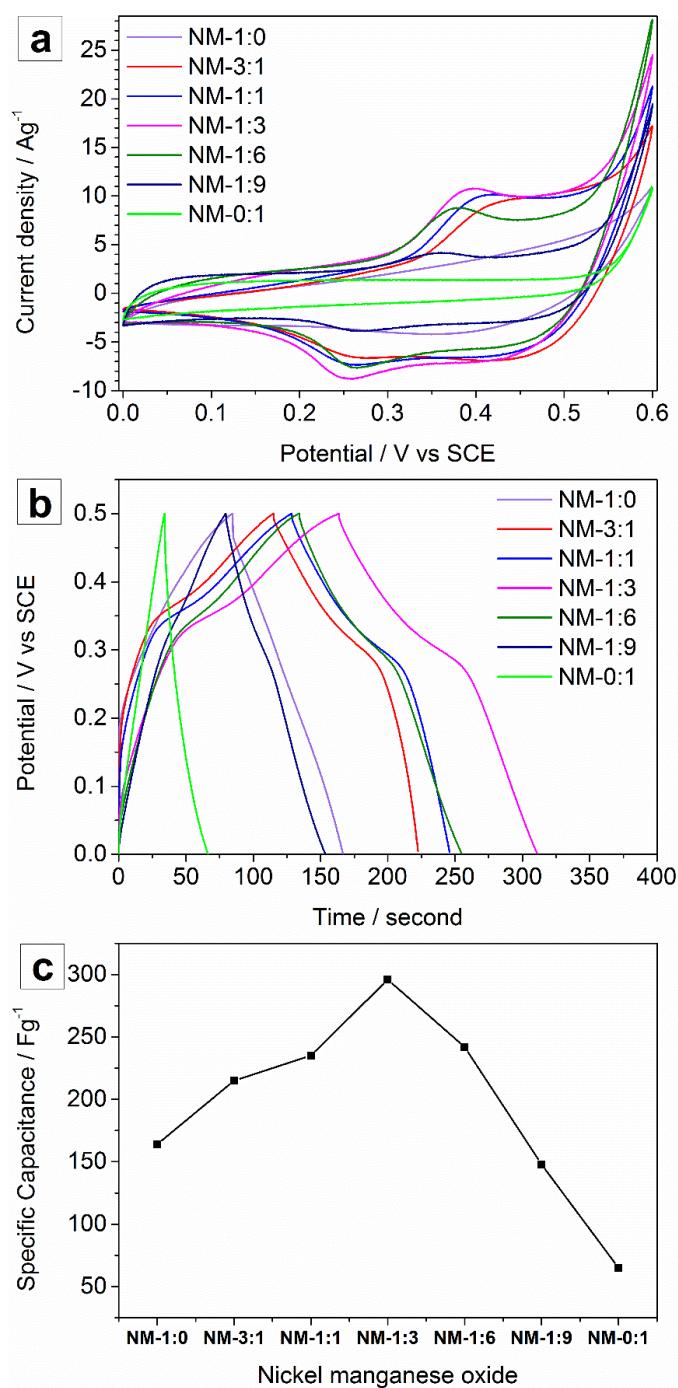 a
NM-1:0
NM-3:1
NM-1:1
NM-1:3
NM-1:6
NM-1:9
NM-0:1
25
20
15
10
5
0
-5
-10
Current density / Ag⁻¹
0.0 0.1 0.2 0.3 0.4 0.5 0.6
Potential / V vs SCE
b
NM-1:0
NM-3:1
NM-1:1
NM-1:3
NM-1:6
NM-1:9
NM-0:1
0.5
0.4
0.3
0.2
0.1
0.0
Potential / V vs SCE
0 50 100 150 200 250 300 350 400
Time / second
c
300
250
200
150
100
50
Specific Capacitance / Fg⁻¹
NM-1:0 NM-3:1 NM-1:1 NM-1:3 NM-1:6 NM-1:9 NM-0:1
Nickel manganese oxide